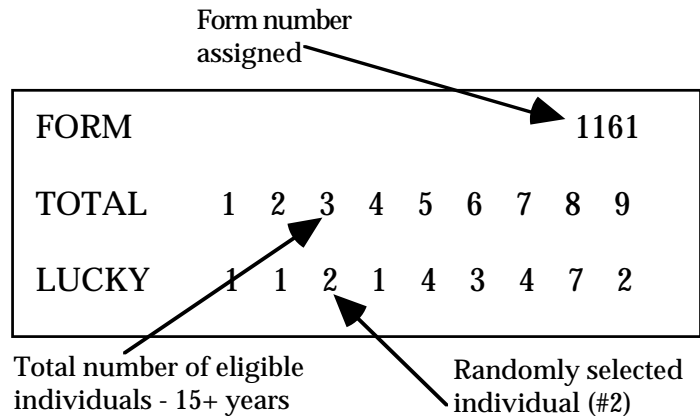 Form number
assigned
FORM 1161
TOTAL 1 2 3 4 5 6 7 8 9
LUCKY 1 1 2 1 4 3 4 7 2
Total number of eligible
individuals - 15+ years
Randomly selected
individual (#2)